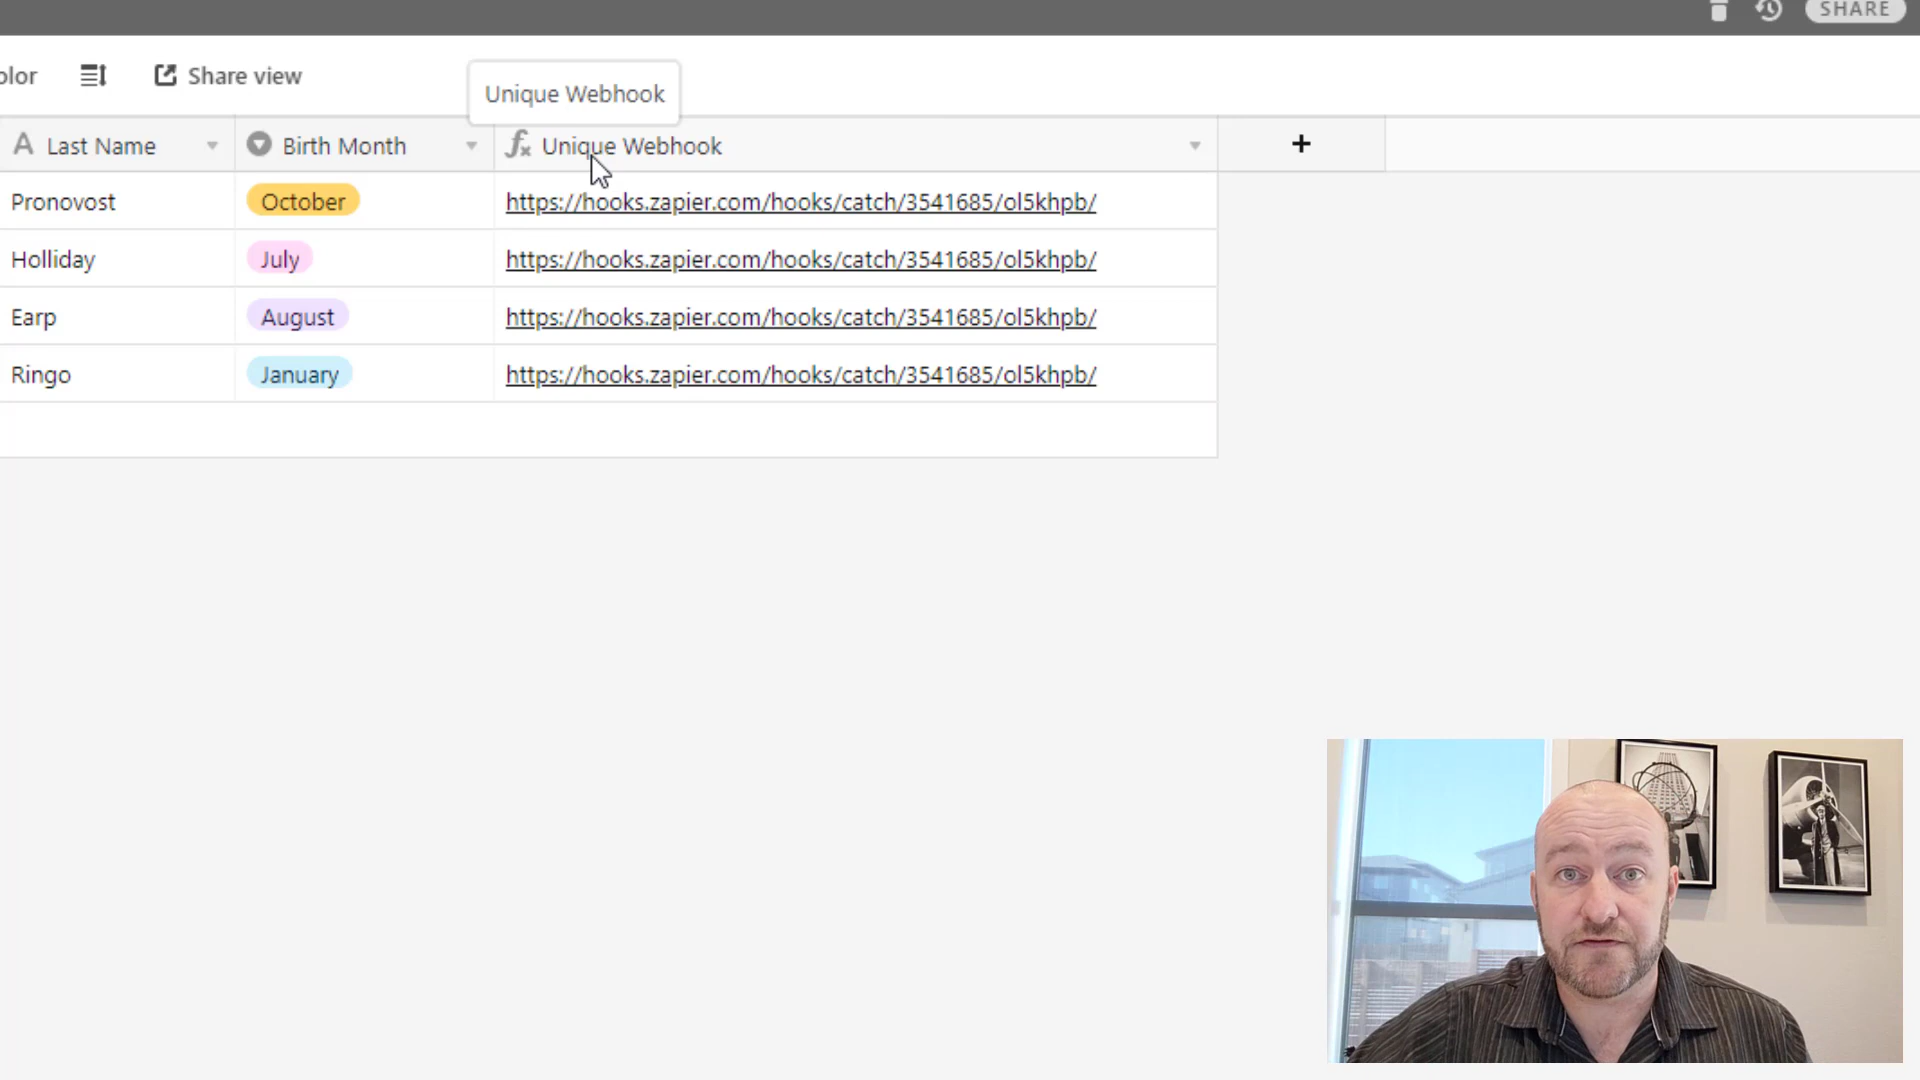 SHARE
olor
Share view
Unique Webhook
Last Name
Birth Month
Unique Webhook
Pronovost
October
https://hooks.zapier.com/hooks/catch/3541685/ol5khpb/
Holliday
July
https://hooks.zapier.com/hooks/catch/3541685/ol5khpb/
Earp
August
https://hooks.zapier.com/hooks/catch/3541685/ol5khpb/
Ringo
January
https://hooks.zapier.com/hooks/catch/3541685/ol5khpb/